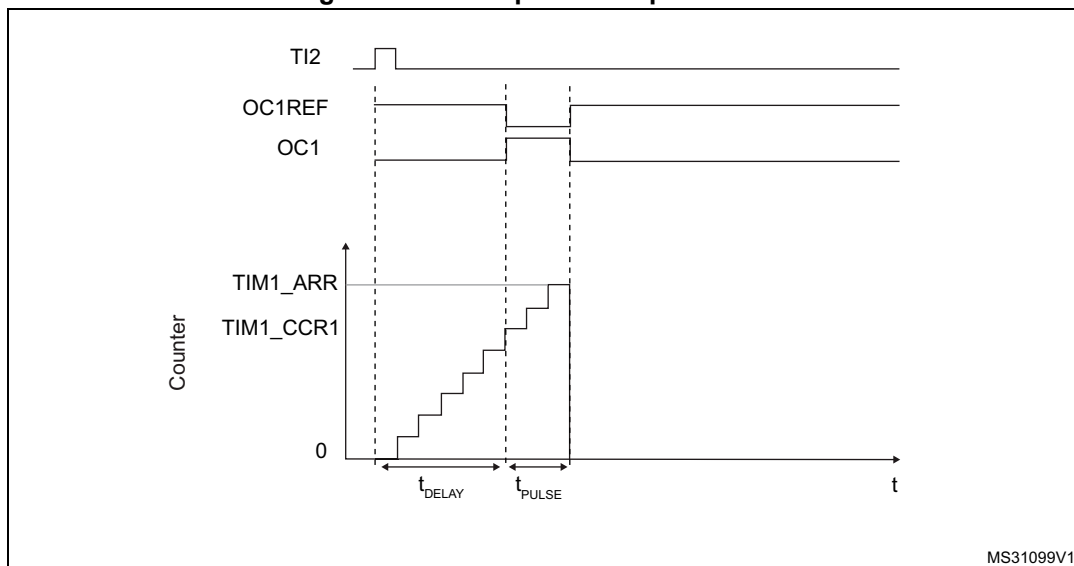 TI2
OC1REF
OC1
TIM1_ARR
TIM1_CCR1
Counter
0
tDELAY
tPULSE
t
MS31099V1